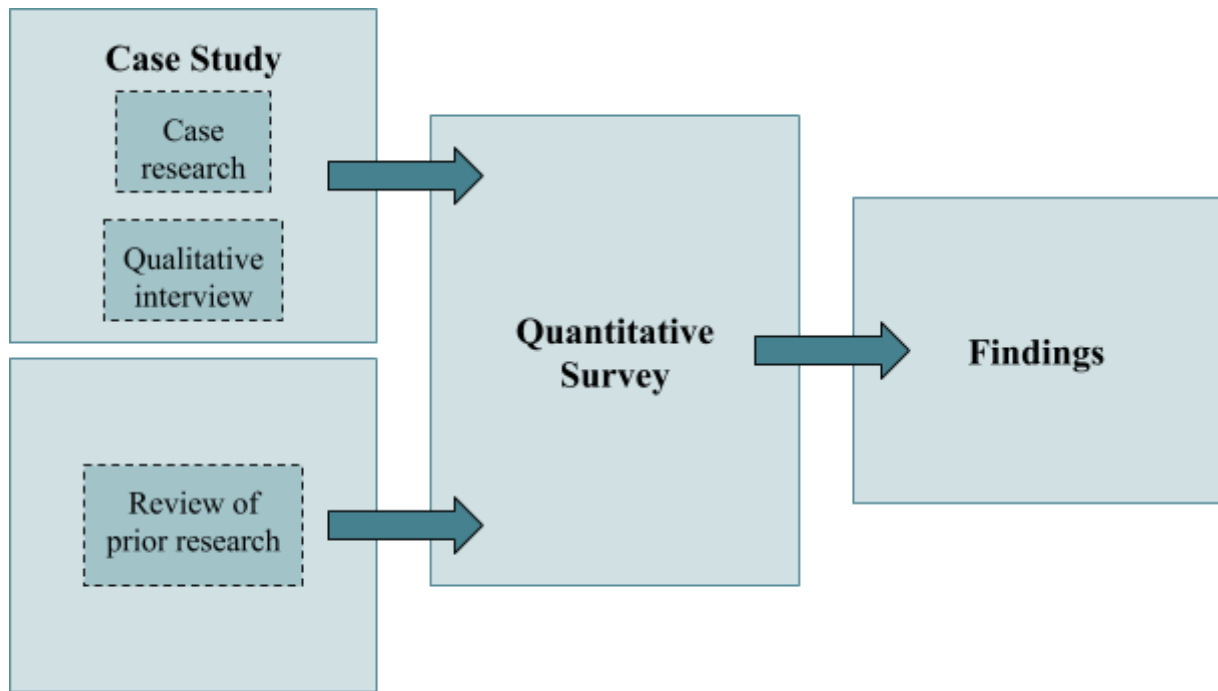 Case Study
Case
research
Qualitative
interview
Review of
prior research
Quantitative
Survey
Findings